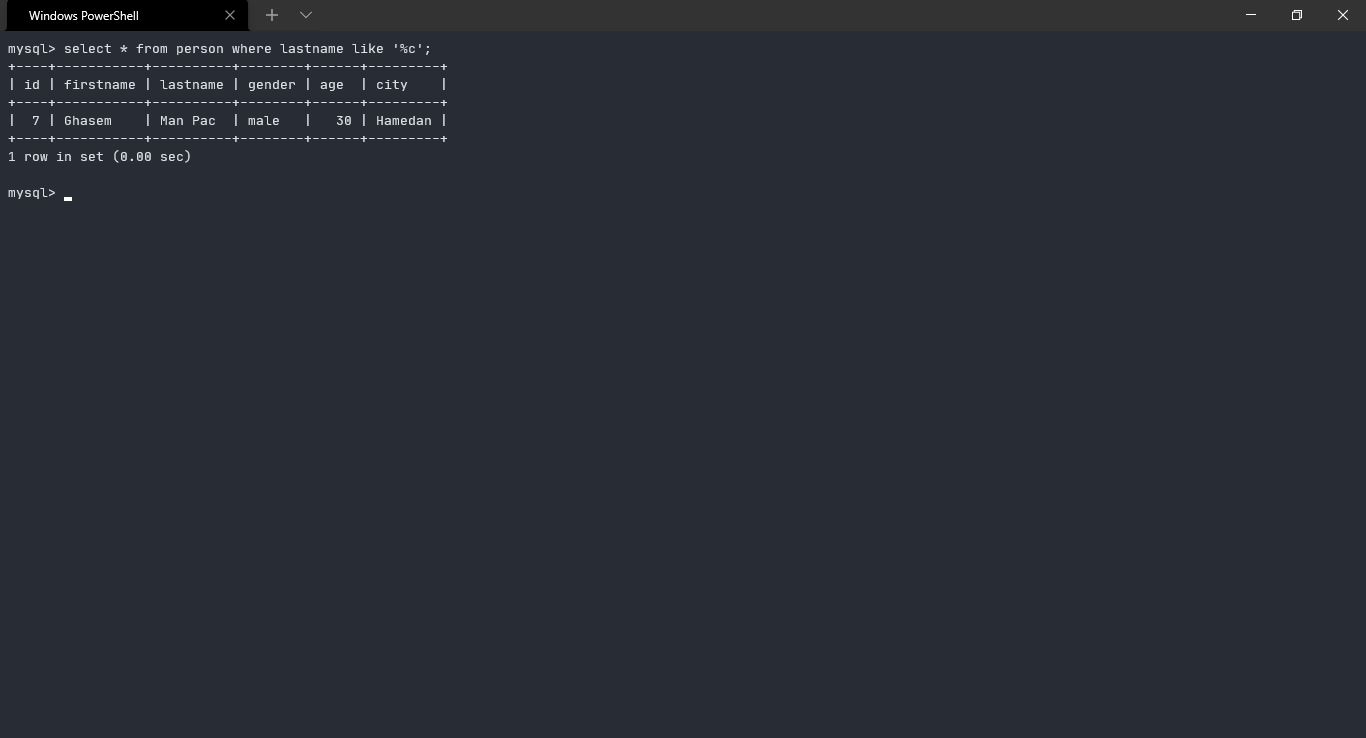 Windows PowerShell
mysql> select * from person where lastname like '%c';
+----+-----------+----------+--------+------+---------+
| id | firstname | lastname | gender | age  | city    |
+----+-----------+----------+--------+------+---------+
|  7 | Ghasem    | Man Pac  | male   |   30 | Hamedan |
+----+-----------+----------+--------+------+---------+
1 row in set (0.00 sec)
mysql>